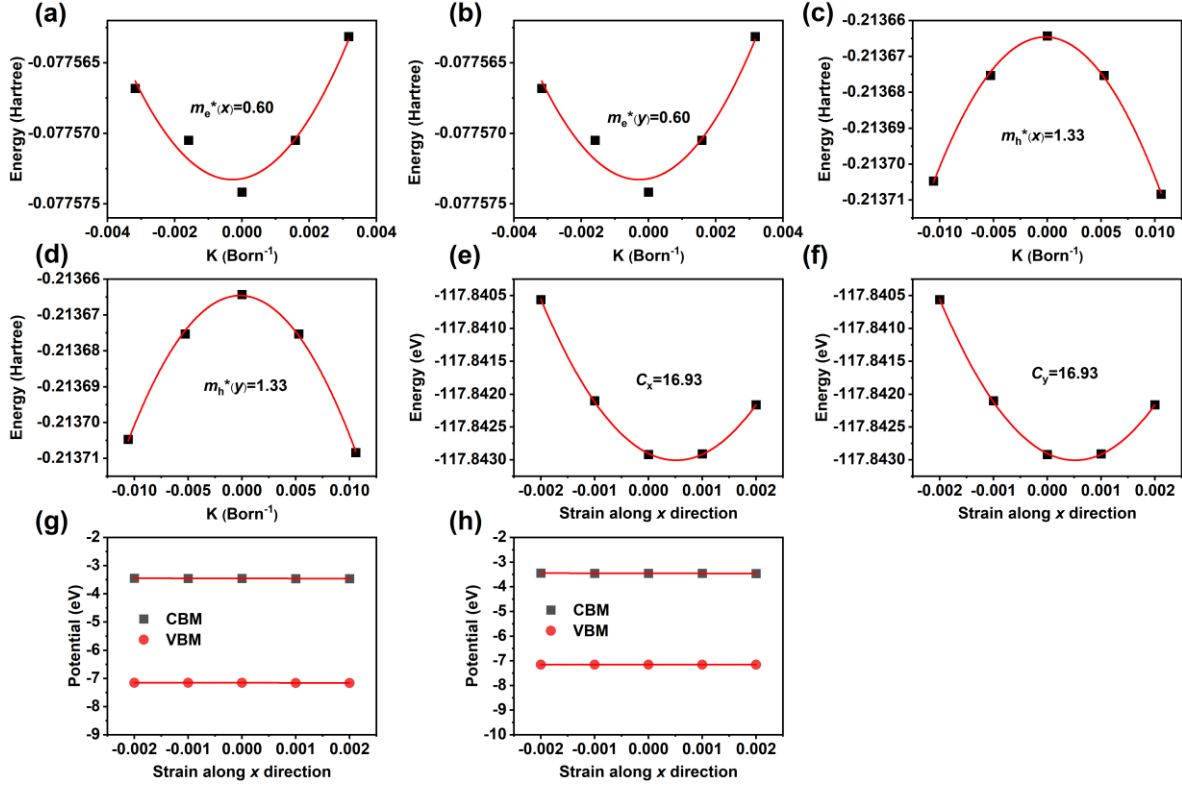 (a)
Energy (Hartree)
-0.077565
-0.077570
-0.077575
mₑ*(x)=0.60
-0.004 -0.002 0.000 0.002 0.004
K (Born⁻¹)
(b)
Energy (Hartree)
-0.077565
-0.077570
-0.077575
mₑ*(y)=0.60
-0.004 -0.002 0.000 0.002 0.004
K (Born⁻¹)
(c)
Energy (Hartree)
-0.21366
-0.21367
-0.21368
-0.21369
-0.21370
-0.21371
mₕ*(x)=1.33
-0.010 -0.005 0.000 0.005 0.010
K (Born⁻¹)
(d)
Energy (Hartree)
-0.21366
-0.21367
-0.21368
-0.21369
-0.21370
-0.21371
mₕ*(y)=1.33
-0.010 -0.005 0.000 0.005 0.010
K (Born⁻¹)
(e)
Energy (eV)
-117.8405
-117.8410
-117.8415
-117.8420
-117.8425
-117.8430
Cₓ=16.93
-0.002 -0.001 0.000 0.001 0.002
Strain along x direction
(f)
Energy (eV)
-117.8405
-117.8410
-117.8415
-117.8420
-117.8425
-117.8430
C_y=16.93
-0.002 -0.001 0.000 0.001 0.002
Strain along x direction
(g)
Potential (eV)
-2
-3
-4
-5
-6
-7
-8
-9
CBM
VBM
-0.002 -0.001 0.000 0.001 0.002
Strain along x direction
(h)
Potential (eV)
-2
-3
-4
-5
-6
-7
-8
-9
-10
CBM
VBM
-0.002 -0.001 0.000 0.001 0.002
Strain along x direction